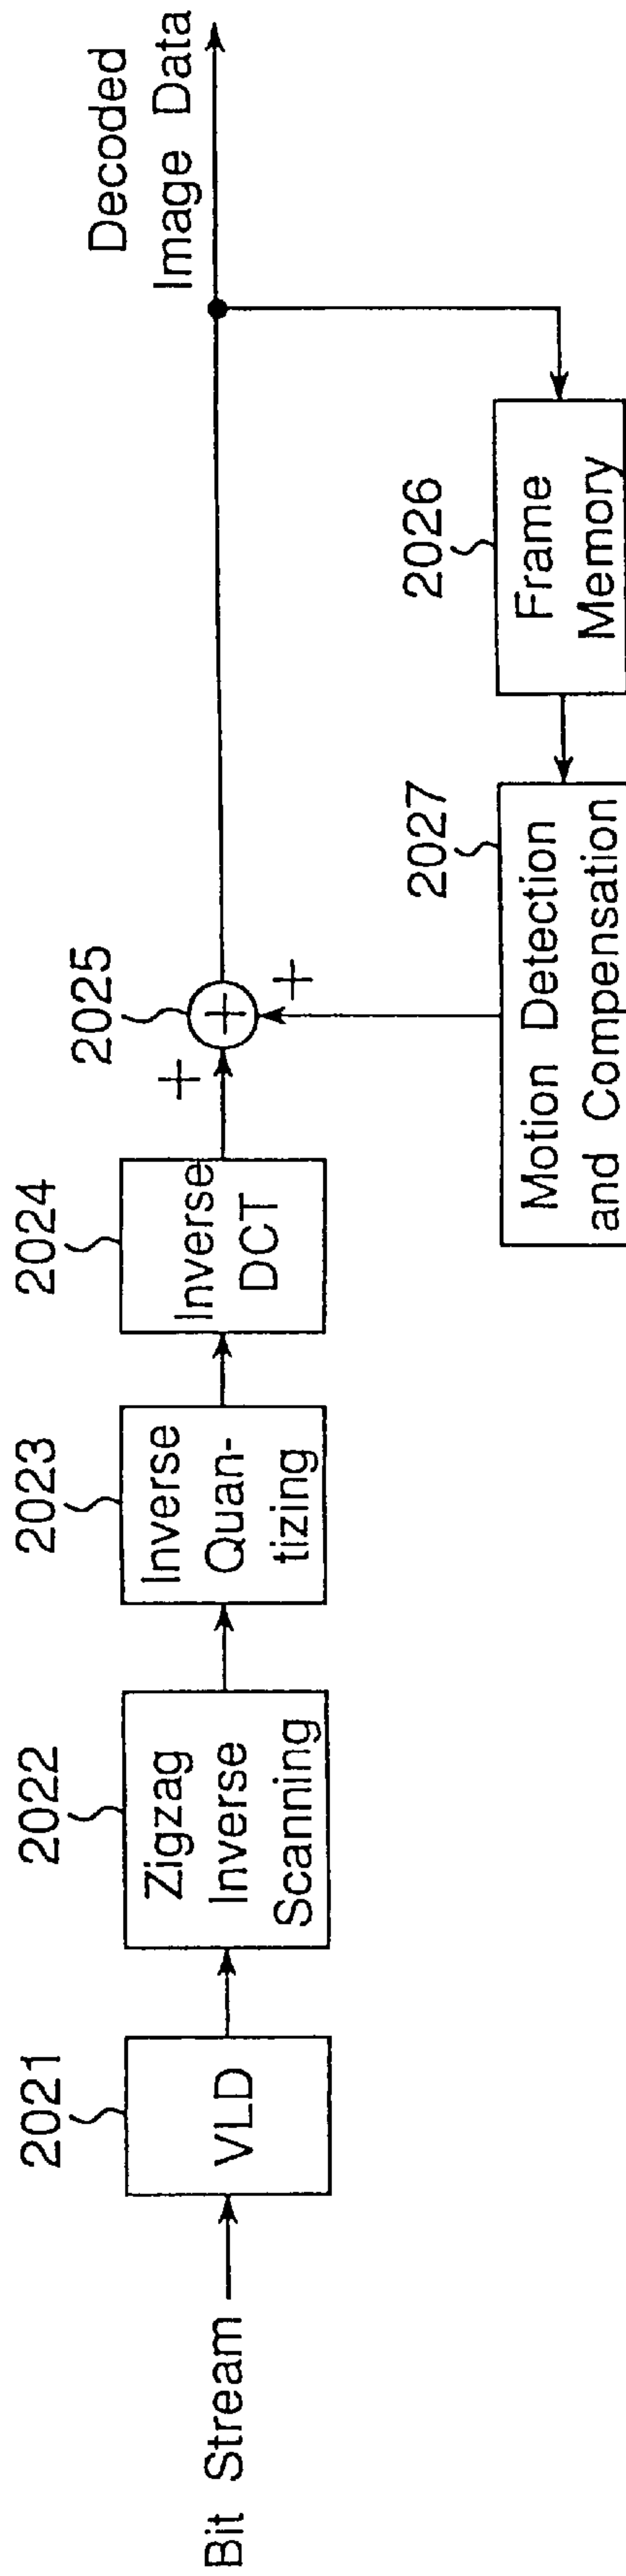 Bit Stream
2021
VLD
2022
Zigzag
Inverse
Scanning
2023
Inverse
Quan-
tizing
2024
Inverse
DCT
2025
+
+
+
Decoded
Image Data
2026
Frame
Memory
2027
Motion Detection
and Compensation